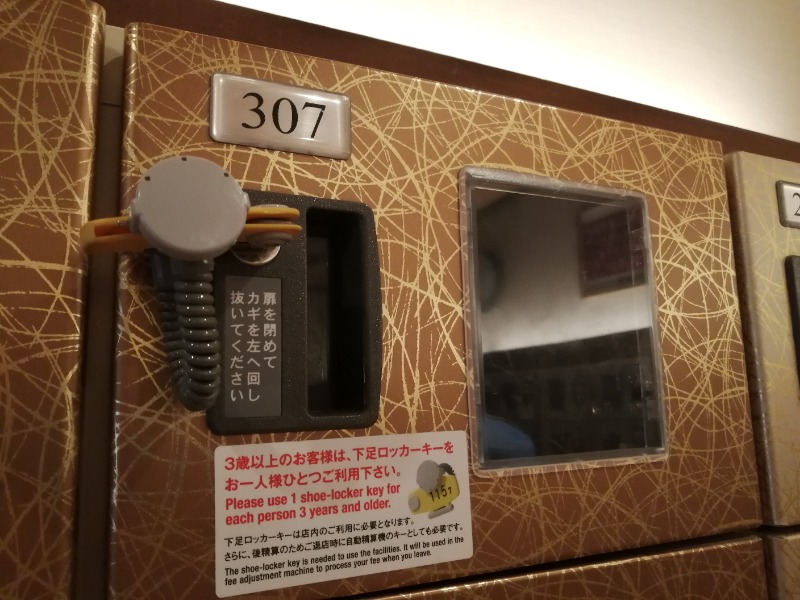 307
2
扉を閉めて
カギを左へ回し
抜いてください
3歳以上のお客様は、下足ロッカーキーを
お一人様ひとつご利用下さい。
Please use 1 shoe-locker key for
each person 3 years and older.
1151
下足ロッカーキーは店内のご利用に必要となります。
さらに、後精算のためご退店時に自動精算機のキーとしても必要です。
The shoe-locker key is needed to use the facilities. It will be used in the
fee adjustment machine to process your fee when you leave.